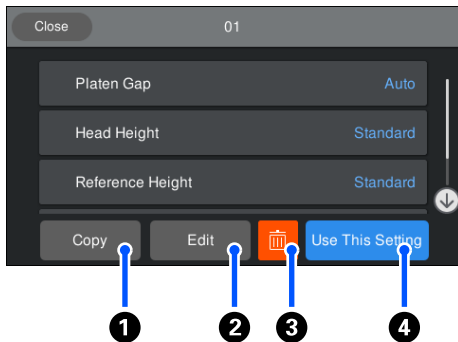 Close 01
Platen Gap Auto
Head Height Standard
Reference Height Standard
Copy Edit Use This Setting
1 2 3 4